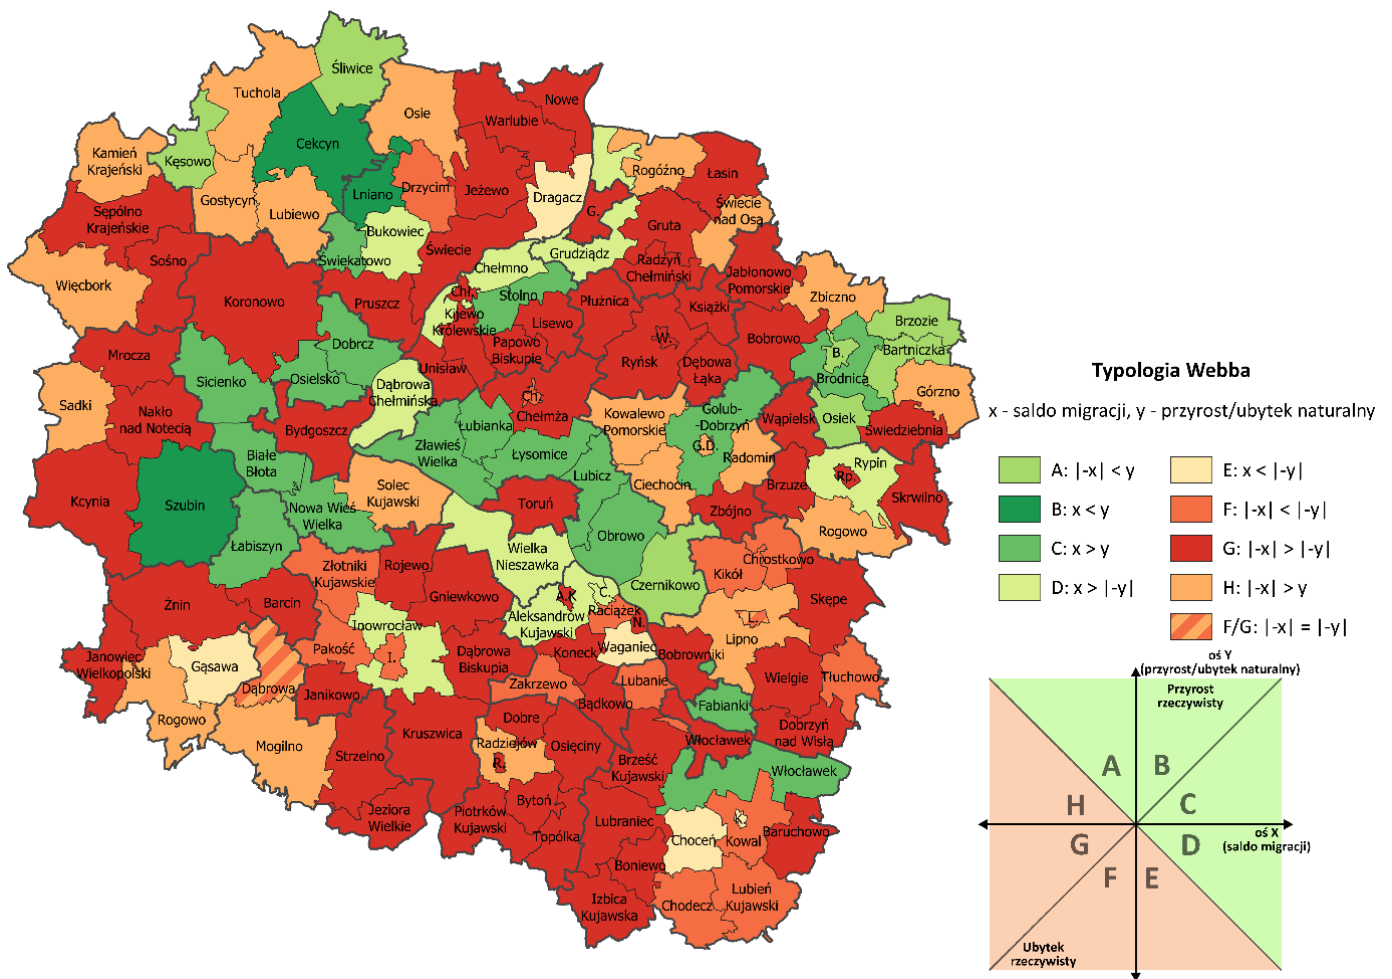 Śliwice
Tuchola
Osie
Nowe
Warlubie
Cekcyn
Kamień
Krajeński
Kęsowo
Rogóźno
Łasin
Gostycyn
Lniano
Drzycim
Jeżewo
Dragacz
G.
Sępólno
Krajeńskie
Lubiewo
Świecie
nad Osą
Gruta
Bukowiec
Świecie
Grudziądz
Sośno
Świekatowo
Chełmno
Radzyń
Chełmiński
Jabłonowo
Pomorskie
Więcbork
Koronowo
Pruszcz
Chł.
Stolno
Płużnica
Książki
Zbiczno
Kijewo
Królewskie
Lisewo
Brzozie
Mrocza
Dobrcz
Papowo
Biskupie
W.
Bobrowo
B.
Bartniczka
Sicienko
Osielsko
Unisław
Ryńsk
Dębowa
Łąka
Brodnica
Górzno
Sadki
Dąbrowa
Chełmińska
Ch.
Chełmża
Nakło
nad Notecią
Bydgoszcz
Łubianka
Kowalewo
Pomorskie
Golub-
-Dobrzyń
Wąpielsk
Osiek
Świedziebnia
Białe
Błota
Zławieś
Wielka
Łysomice
G.D.
Radomin
Rypin
Kcynia
Szubin
Solec
Kujawski
Lubicz
Ciechocin
Brzuze
Rp.
Skrwilno
Nowa Wieś
Wielka
Toruń
Zbójno
Łabiszyn
Obrowo
Rogowo
Wielka
Nieszawka
Złotniki
Kujawskie
Rojewo
Chrostkowo
Kikół
Czernikowo
Gniewkowo
A.K.
C.
Żnin
Barcin
Raciążek
Skępe
Inowrocław
Aleksandrów
Kujawski
N.
L.
Lipno
Janowiec
Wielkopolski
Gąsawa
Pakość
I.
Dąbrowa
Biskupia
Koneck
Waganiec
Bobrowniki
Dąbrowa
Janikowo
Zakrzewo
Lubanie
Wielgie
Tłuchowo
Bądkowo
Fabianki
Rogowo
Dobre
Dobrzyń
nad Wisłą
Mogilno
Strzelno
Kruszwica
Radziejów
R.
Osięciny
Włocławek
Brześć
Kujawski
Włocławek
Jeziora
Wielkie
Piotrków
Kujawski
Bytoń
Lubraniec
K.
Topólka
Choceń
Kowal
Baruchowo
Boniewo
Izbica
Kujawska
Chodecz
Lubień
Kujawski
Typologia Webba
x - saldo migracji, y - przyrost/ubytek naturalny
A: |-x| < y
E: x < |-y|
B: x < y
F: |-x| < |-y|
C: x > y
G: |-x| > |-y|
D: x > |-y|
H: |-x| > y
F/G: |-x| = |-y|
oś Y
(przyrost/ubytek naturalny)
Przyrost
rzeczywisty
A
B
H
C
oś X
(saldo migracji)
G
D
F
E
Ubytek
rzeczywisty